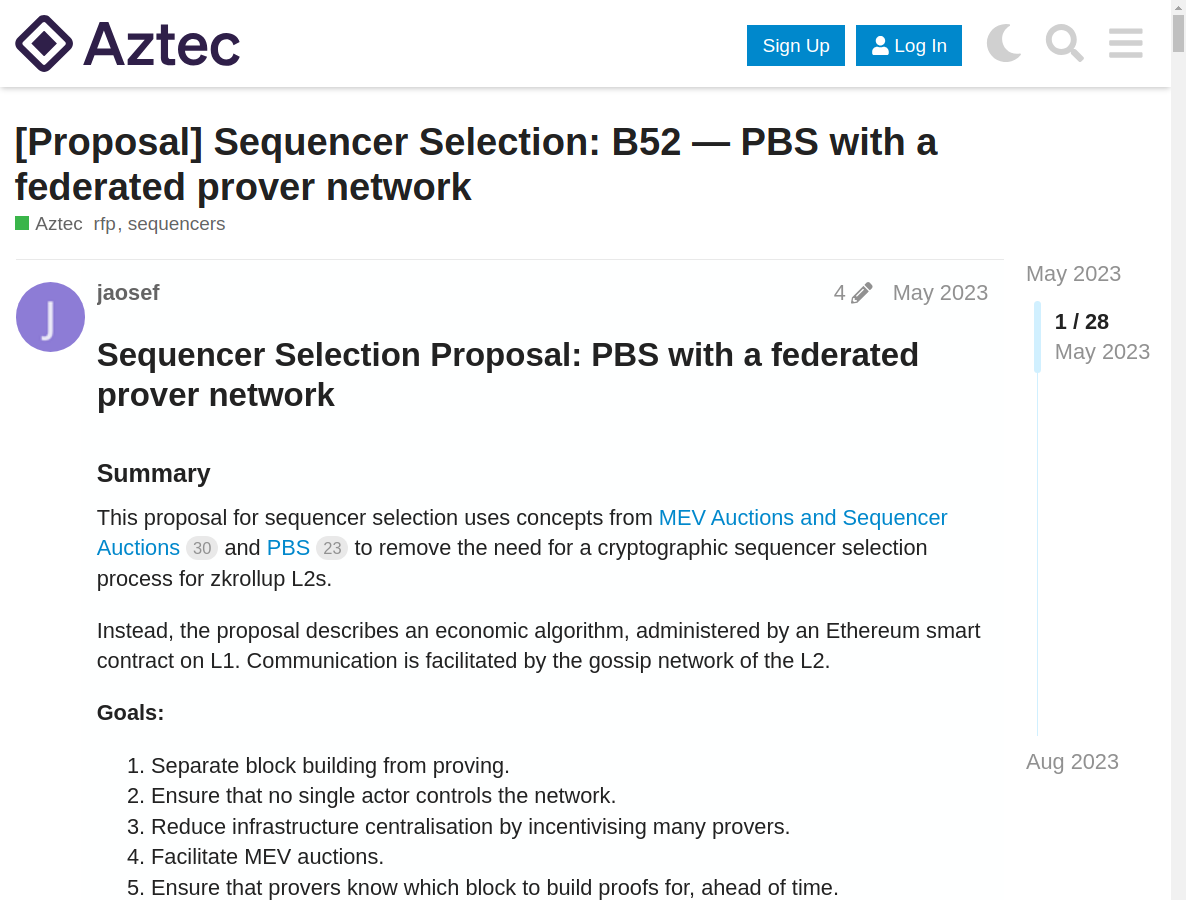 Aztec
Sign Up
Log In
[Proposal] Sequencer Selection: B52 — PBS with a
federated prover network
Aztec rfp, sequencers
jaosef
4
May 2023
J
Sequencer Selection Proposal: PBS with a federated
prover network
Summary
This proposal for sequencer selection uses concepts from MEV Auctions and Sequencer
Auctions 30 and PBS 23 to remove the need for a cryptographic sequencer selection
process for zkrollup L2s.
Instead, the proposal describes an economic algorithm, administered by an Ethereum smart
contract on L1. Communication is facilitated by the gossip network of the L2.
Goals:
1. Separate block building from proving.
2. Ensure that no single actor controls the network.
3. Reduce infrastructure centralisation by incentivising many provers.
4. Facilitate MEV auctions.
5. Ensure that provers know which block to build proofs for, ahead of time.
May 2023
1 / 28
May 2023
Aug 2023